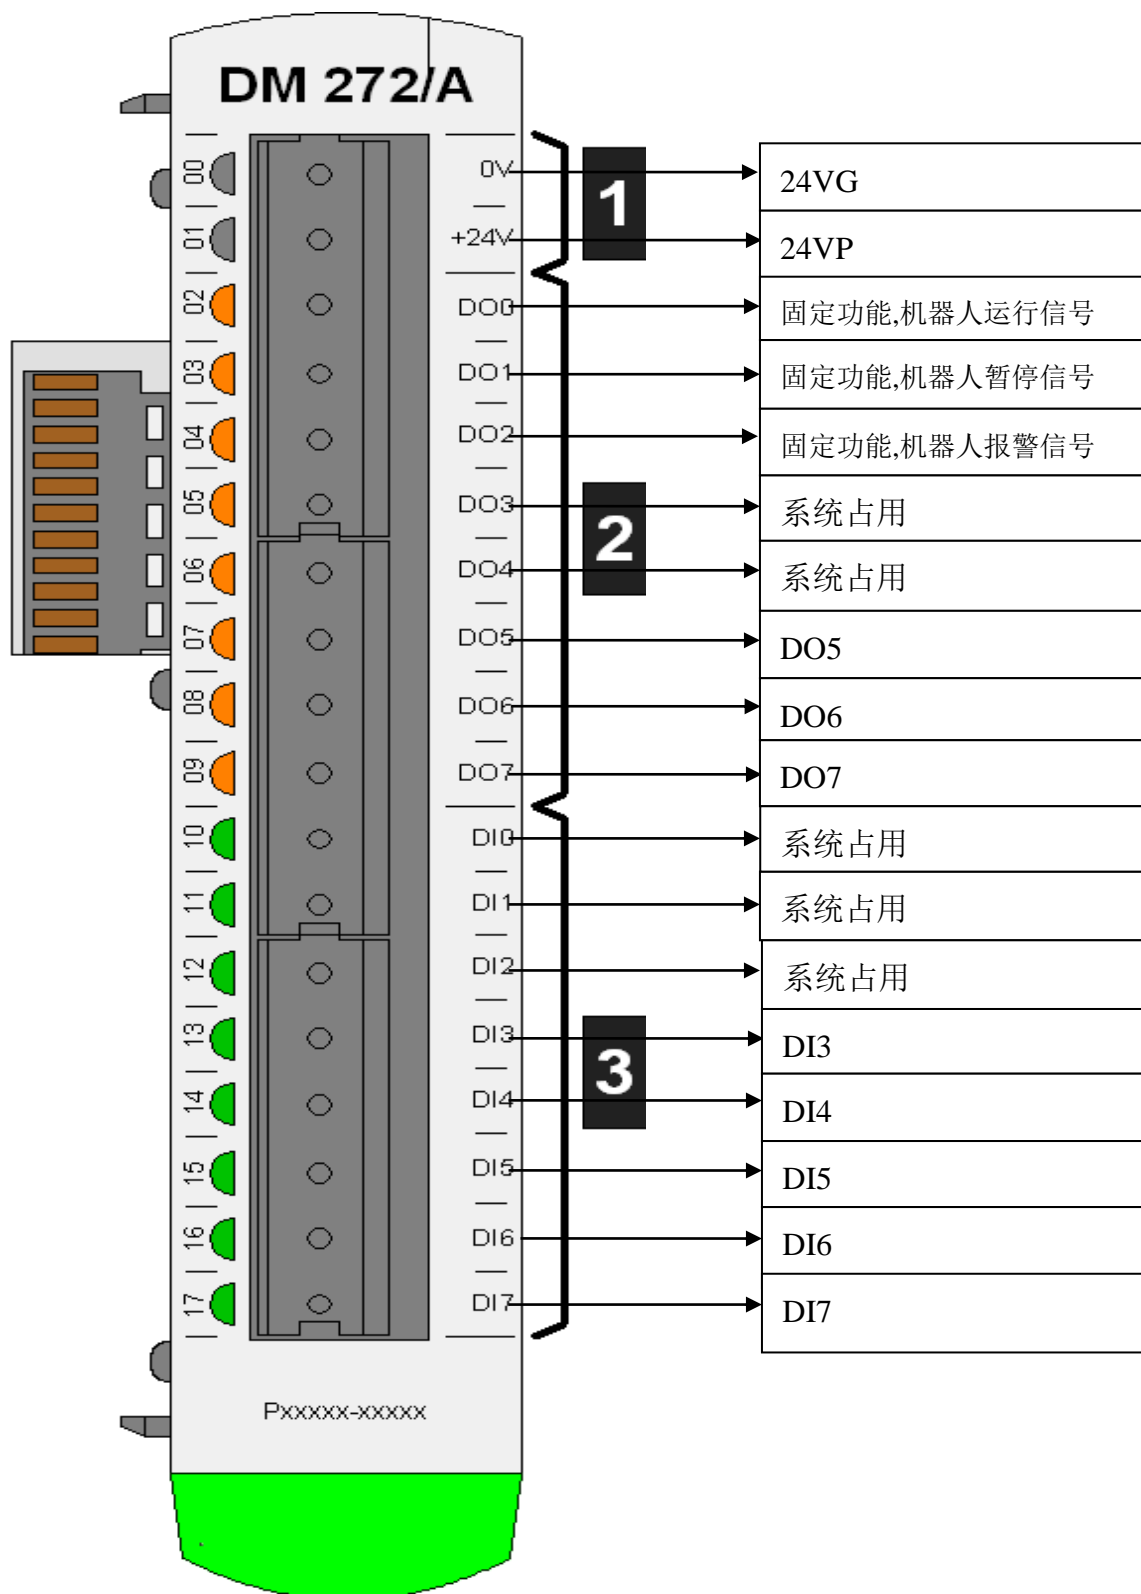 DM 272/A
00 0V 24VG
01 +24V 24VP
1
02 DO0 固定功能,机器人运行信号
03 DO1 固定功能,机器人暂停信号
04 DO2 固定功能,机器人报警信号
05 DO3 系统占用
2
06 DO4 系统占用
07 DO5 DO5
08 DO6 DO6
09 DO7 DO7
10 DI0 系统占用
11 DI1 系统占用
12 DI2 系统占用
13 DI3 DI3
3
14 DI4 DI4
15 DI5 DI5
16 DI6 DI6
17 DI7 DI7
Pxxxxx-xxxxx